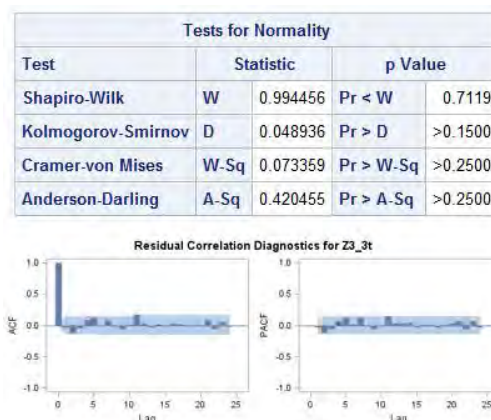 Tests for Normality
Test Statistic p Value
Shapiro-Wilk W 0.994456 Pr < W 0.7119
Kolmogorov-Smirnov D 0.048936 Pr > D >0.1500
Cramer-von Mises W-Sq 0.073359 Pr > W-Sq >0.2500
Anderson-Darling A-Sq 0.420455 Pr > A-Sq >0.2500
Residual Correlation Diagnostics for Z3_3t
ACF
1.0
0.5
0.0
-0.5
-1.0
0 5 10 15 20 25
Lag
PACF
1.0
0.5
0.0
-0.5
-1.0
0 5 10 15 20 25
Lag